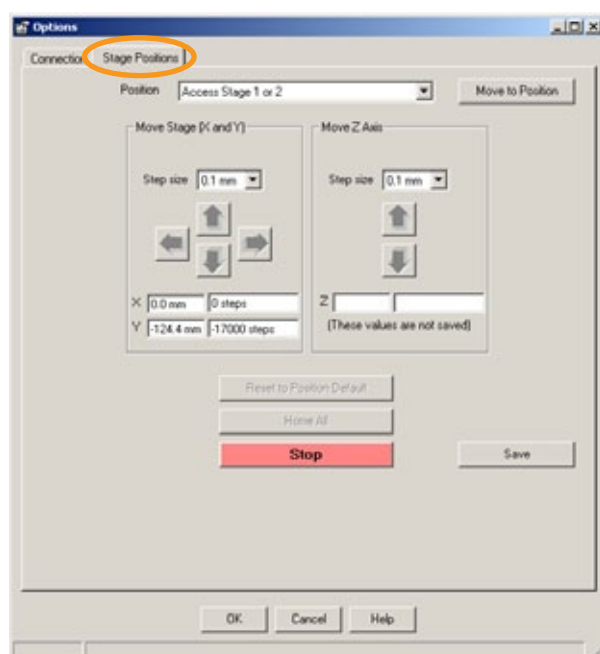 Options
Connection Stage Positions
Position Access Stage 1 or 2 Move to Position
Move Stage (X and Y) Move Z Axis
Step size 0.1 mm Step size 0.1 mm
X 0.0 mm 0 steps Z
Y -124.4 mm -17000 steps (These values are not saved)
Reset to Position Default
Home All
Stop Save
OK Cancel Help